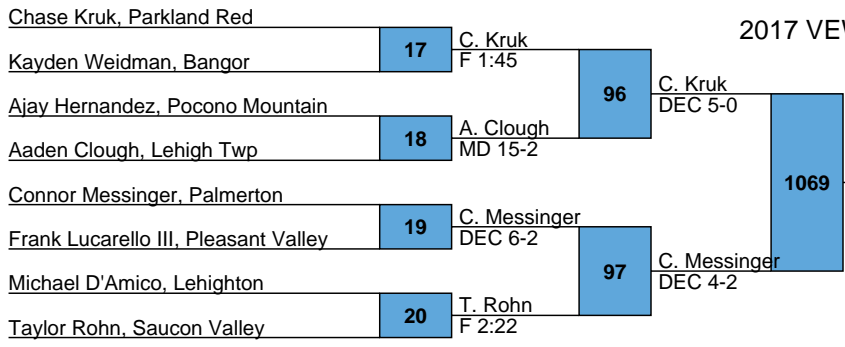 Chase Kruk, Parkland Red
2017 VEW
17
C. Kruk
F 1:45
Kayden Weidman, Bangor
96
C. Kruk
DEC 5-0
Ajay Hernandez, Pocono Mountain
18
A. Clough
MD 15-2
Aaden Clough, Lehigh Twp
1069
Connor Messinger, Palmerton
19
C. Messinger
DEC 6-2
Frank Lucarello III, Pleasant Valley
97
C. Messinger
DEC 4-2
Michael D'Amico, Lehighton
20
T. Rohn
F 2:22
Taylor Rohn, Saucon Valley